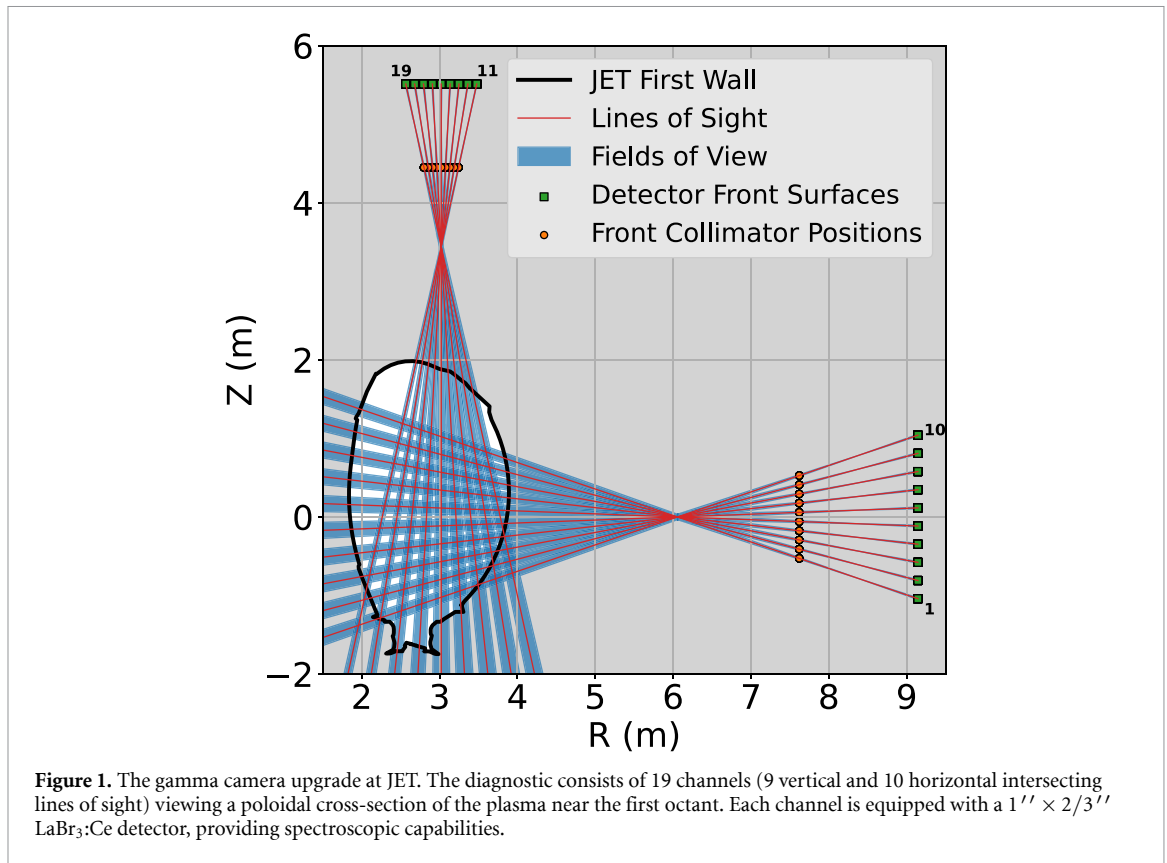 6
19
11
JET First Wall
Lines of Sight
Fields of View
Detector Front Surfaces
Front Collimator Positions
4
Z (m)
2
10
0
1
−2
2 3 4 5 6 7 8 9
R (m)
Figure 1. The gamma camera upgrade at JET. The diagnostic consists of 19 channels (9 vertical and 10 horizontal intersecting
lines of sight) viewing a poloidal cross-section of the plasma near the first octant. Each channel is equipped with a 1′′ × 2/3′′
LaBr₃:Ce detector, providing spectroscopic capabilities.